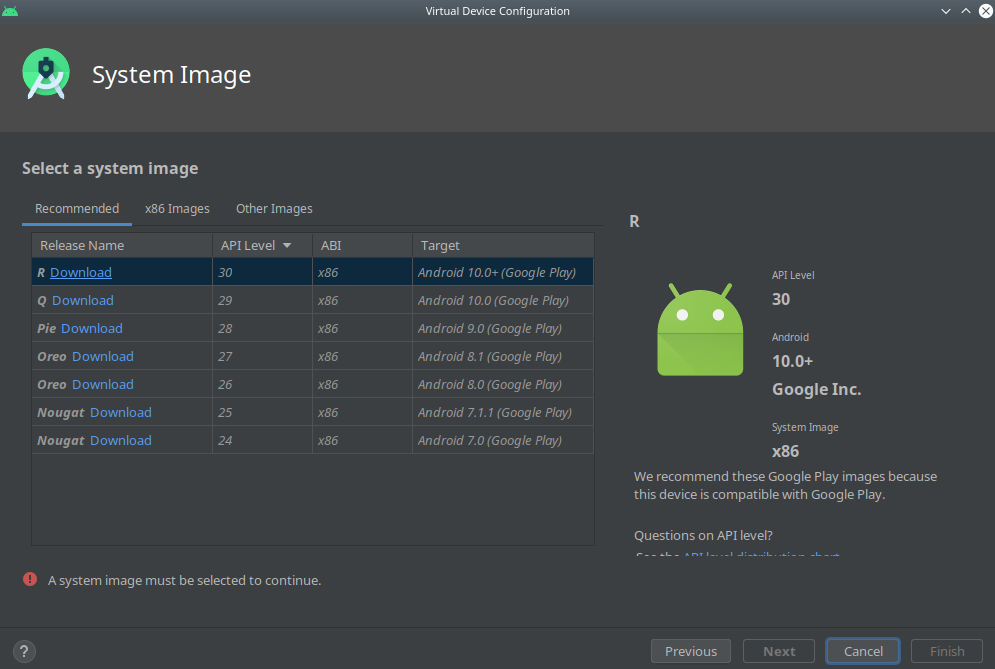 Virtual Device Configuration
System Image
Select a system image
Recommended x86 Images Other Images
Release Name API Level ABI Target
R Download 30 x86 Android 10.0+ (Google Play)
Q Download 29 x86 Android 10.0 (Google Play)
Pie Download 28 x86 Android 9.0 (Google Play)
Oreo Download 27 x86 Android 8.1 (Google Play)
Oreo Download 26 x86 Android 8.0 (Google Play)
Nougat Download 25 x86 Android 7.1.1 (Google Play)
Nougat Download 24 x86 Android 7.0 (Google Play)
R
API Level
30
Android
10.0+
Google Inc.
System Image
x86
We recommend these Google Play images because
this device is compatible with Google Play.
Questions on API level?
See the API level distribution chart
! A system image must be selected to continue.
? Previous Next Cancel Finish